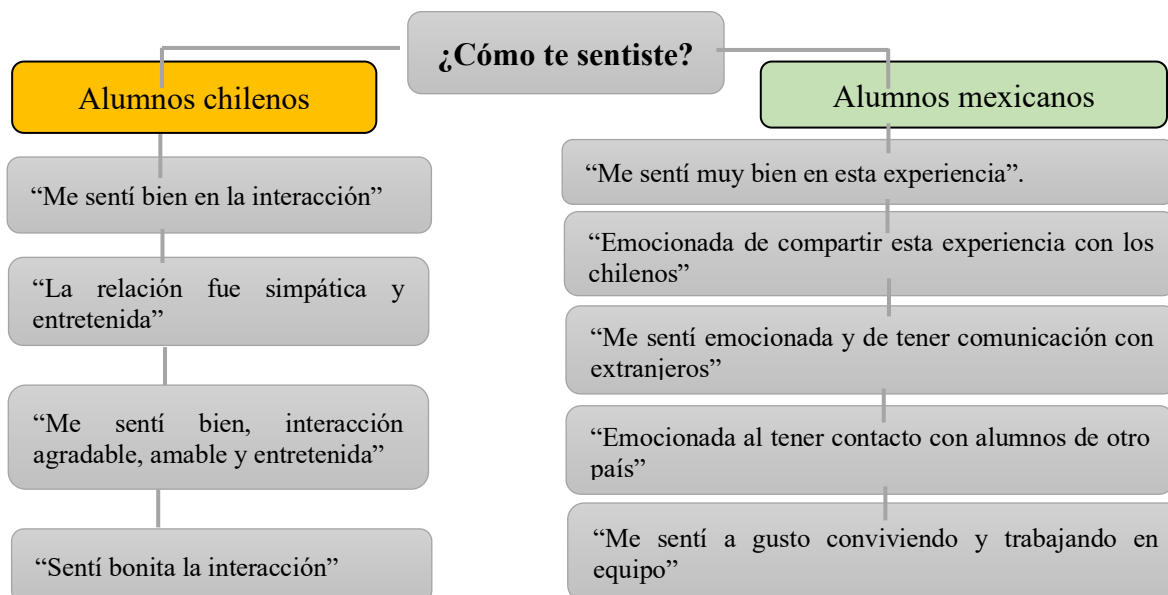 ¿Cómo te sentiste?
Alumnos chilenos
“Me sentí bien en la interacción”
“La relación fue simpática y
entretenida”
“Me sentí bien, interacción
agradable, amable y entretenida”
“Sentí bonita la interacción”
Alumnos mexicanos
“Me sentí muy bien en esta experiencia”.
“Emocionada de compartir esta experiencia con los
chilenos”
“Me sentí emocionada y de tener comunicación con
extranjeros”
“Emocionada al tener contacto con alumnos de otro
país”
“Me sentí a gusto conviviendo y trabajando en
equipo”